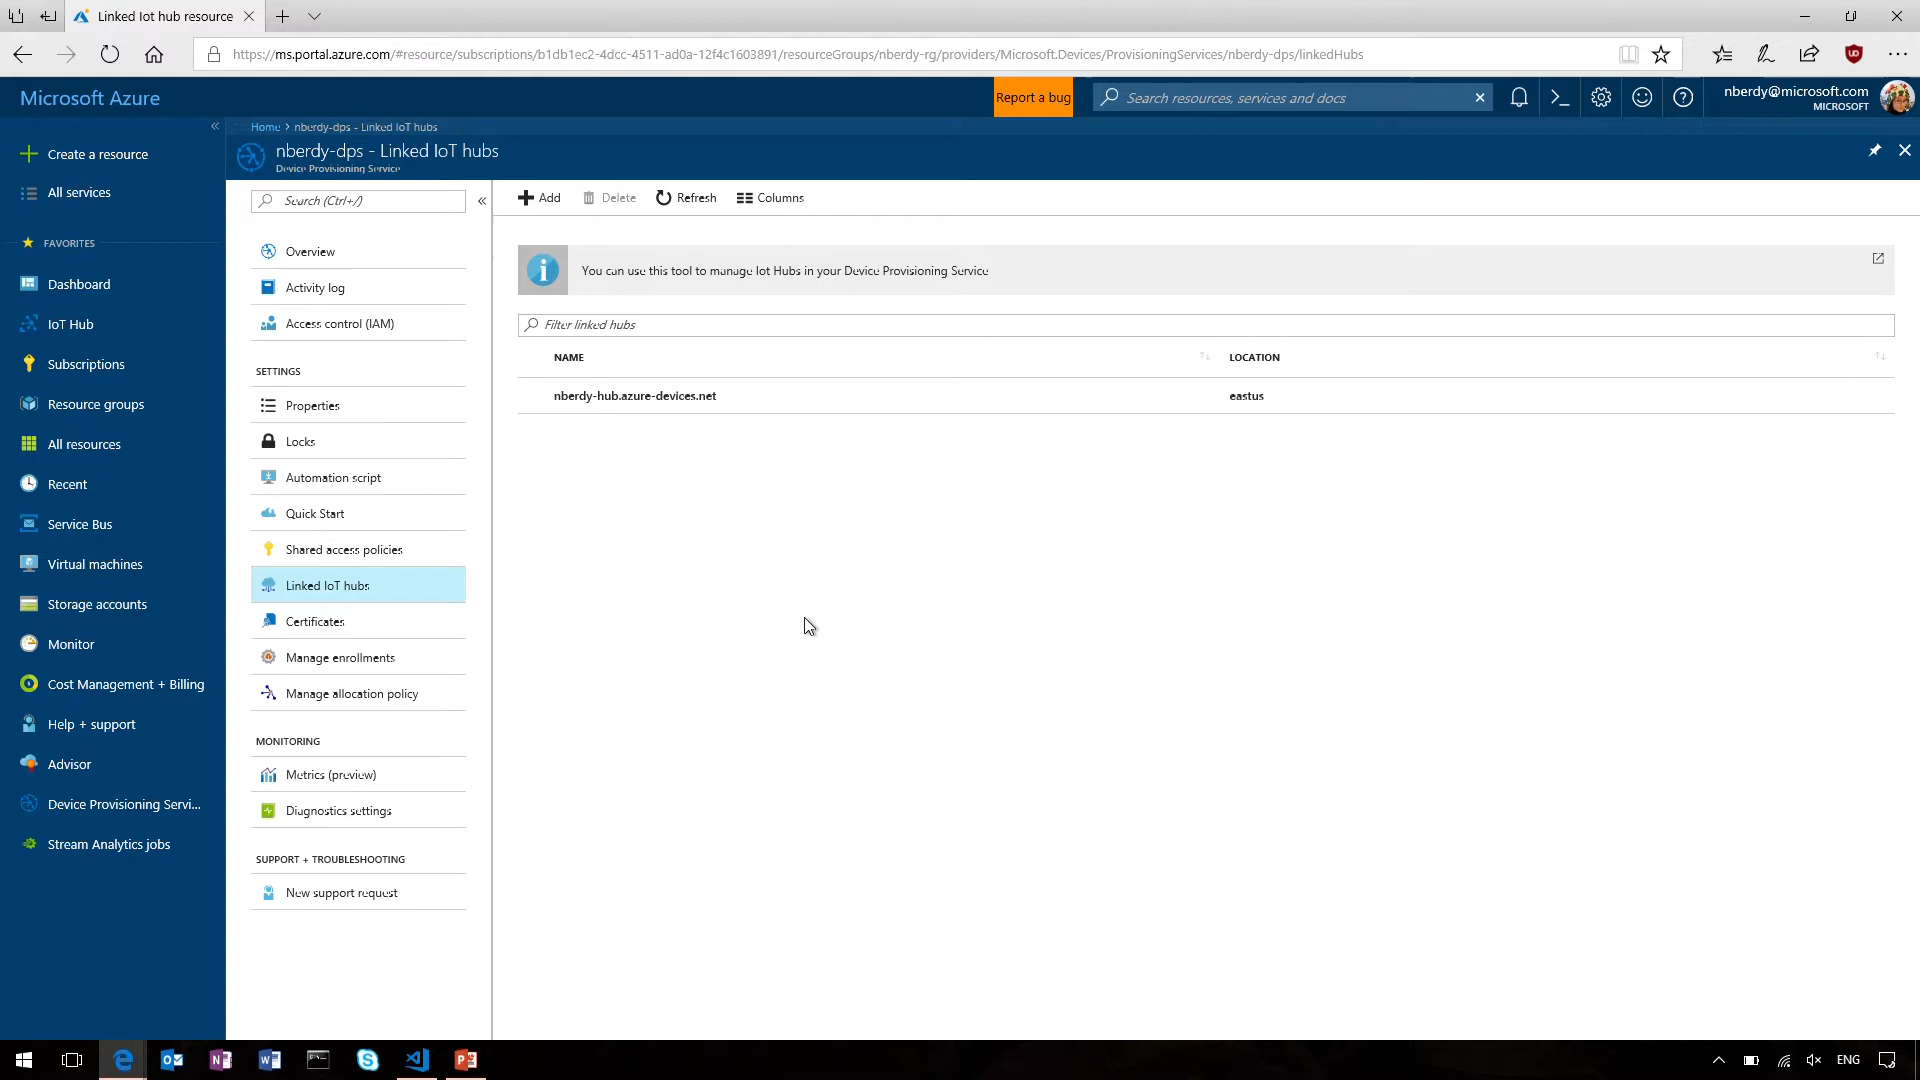 Linked Iot hub resource
https://ms.portal.azure.com/#resource/subscriptions/b1db1ec2-4dcc-4511-ad0a-12f4c1603891/resourceGroups/nberdy-rg/providers/Microsoft.Devices/ProvisioningServices/nberdy-dps/linkedHubs
Microsoft Azure
Report a bug
Search resources, services and docs
nberdy@microsoft.com
MICROSOFT
Home > nberdy-dps - Linked IoT hubs
nberdy-dps - Linked IoT hubs
Device Provisioning Service
Create a resource
All services
FAVORITES
Dashboard
IoT Hub
Subscriptions
Resource groups
All resources
Recent
Service Bus
Virtual machines
Storage accounts
Monitor
Cost Management + Billing
Help + support
Advisor
Device Provisioning Servi...
Stream Analytics jobs
Search (Ctrl+/)
Overview
Activity log
Access control (IAM)
SETTINGS
Properties
Locks
Automation script
Quick Start
Shared access policies
Linked IoT hubs
Certificates
Manage enrollments
Manage allocation policy
MONITORING
Metrics (preview)
Diagnostics settings
SUPPORT + TROUBLESHOOTING
New support request
Add Delete Refresh Columns
You can use this tool to manage Iot Hubs in your Device Provisioning Service
Filter linked hubs
NAME LOCATION
nberdy-hub.azure-devices.net eastus
ENG